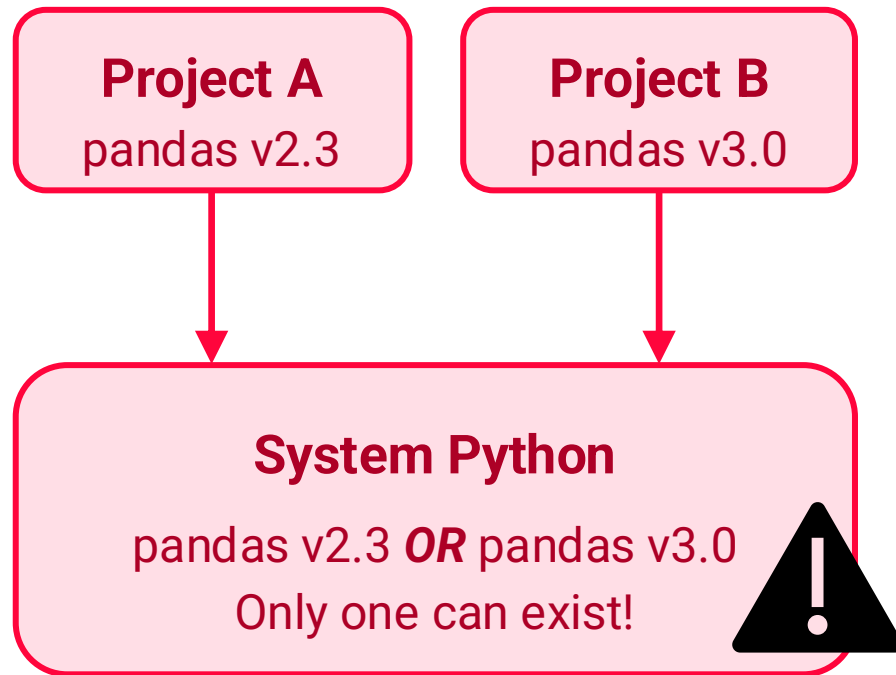 Project A
pandas v2.3
Project B
pandas v3.0
System Python
pandas v2.3 OR pandas v3.0
Only one can exist!